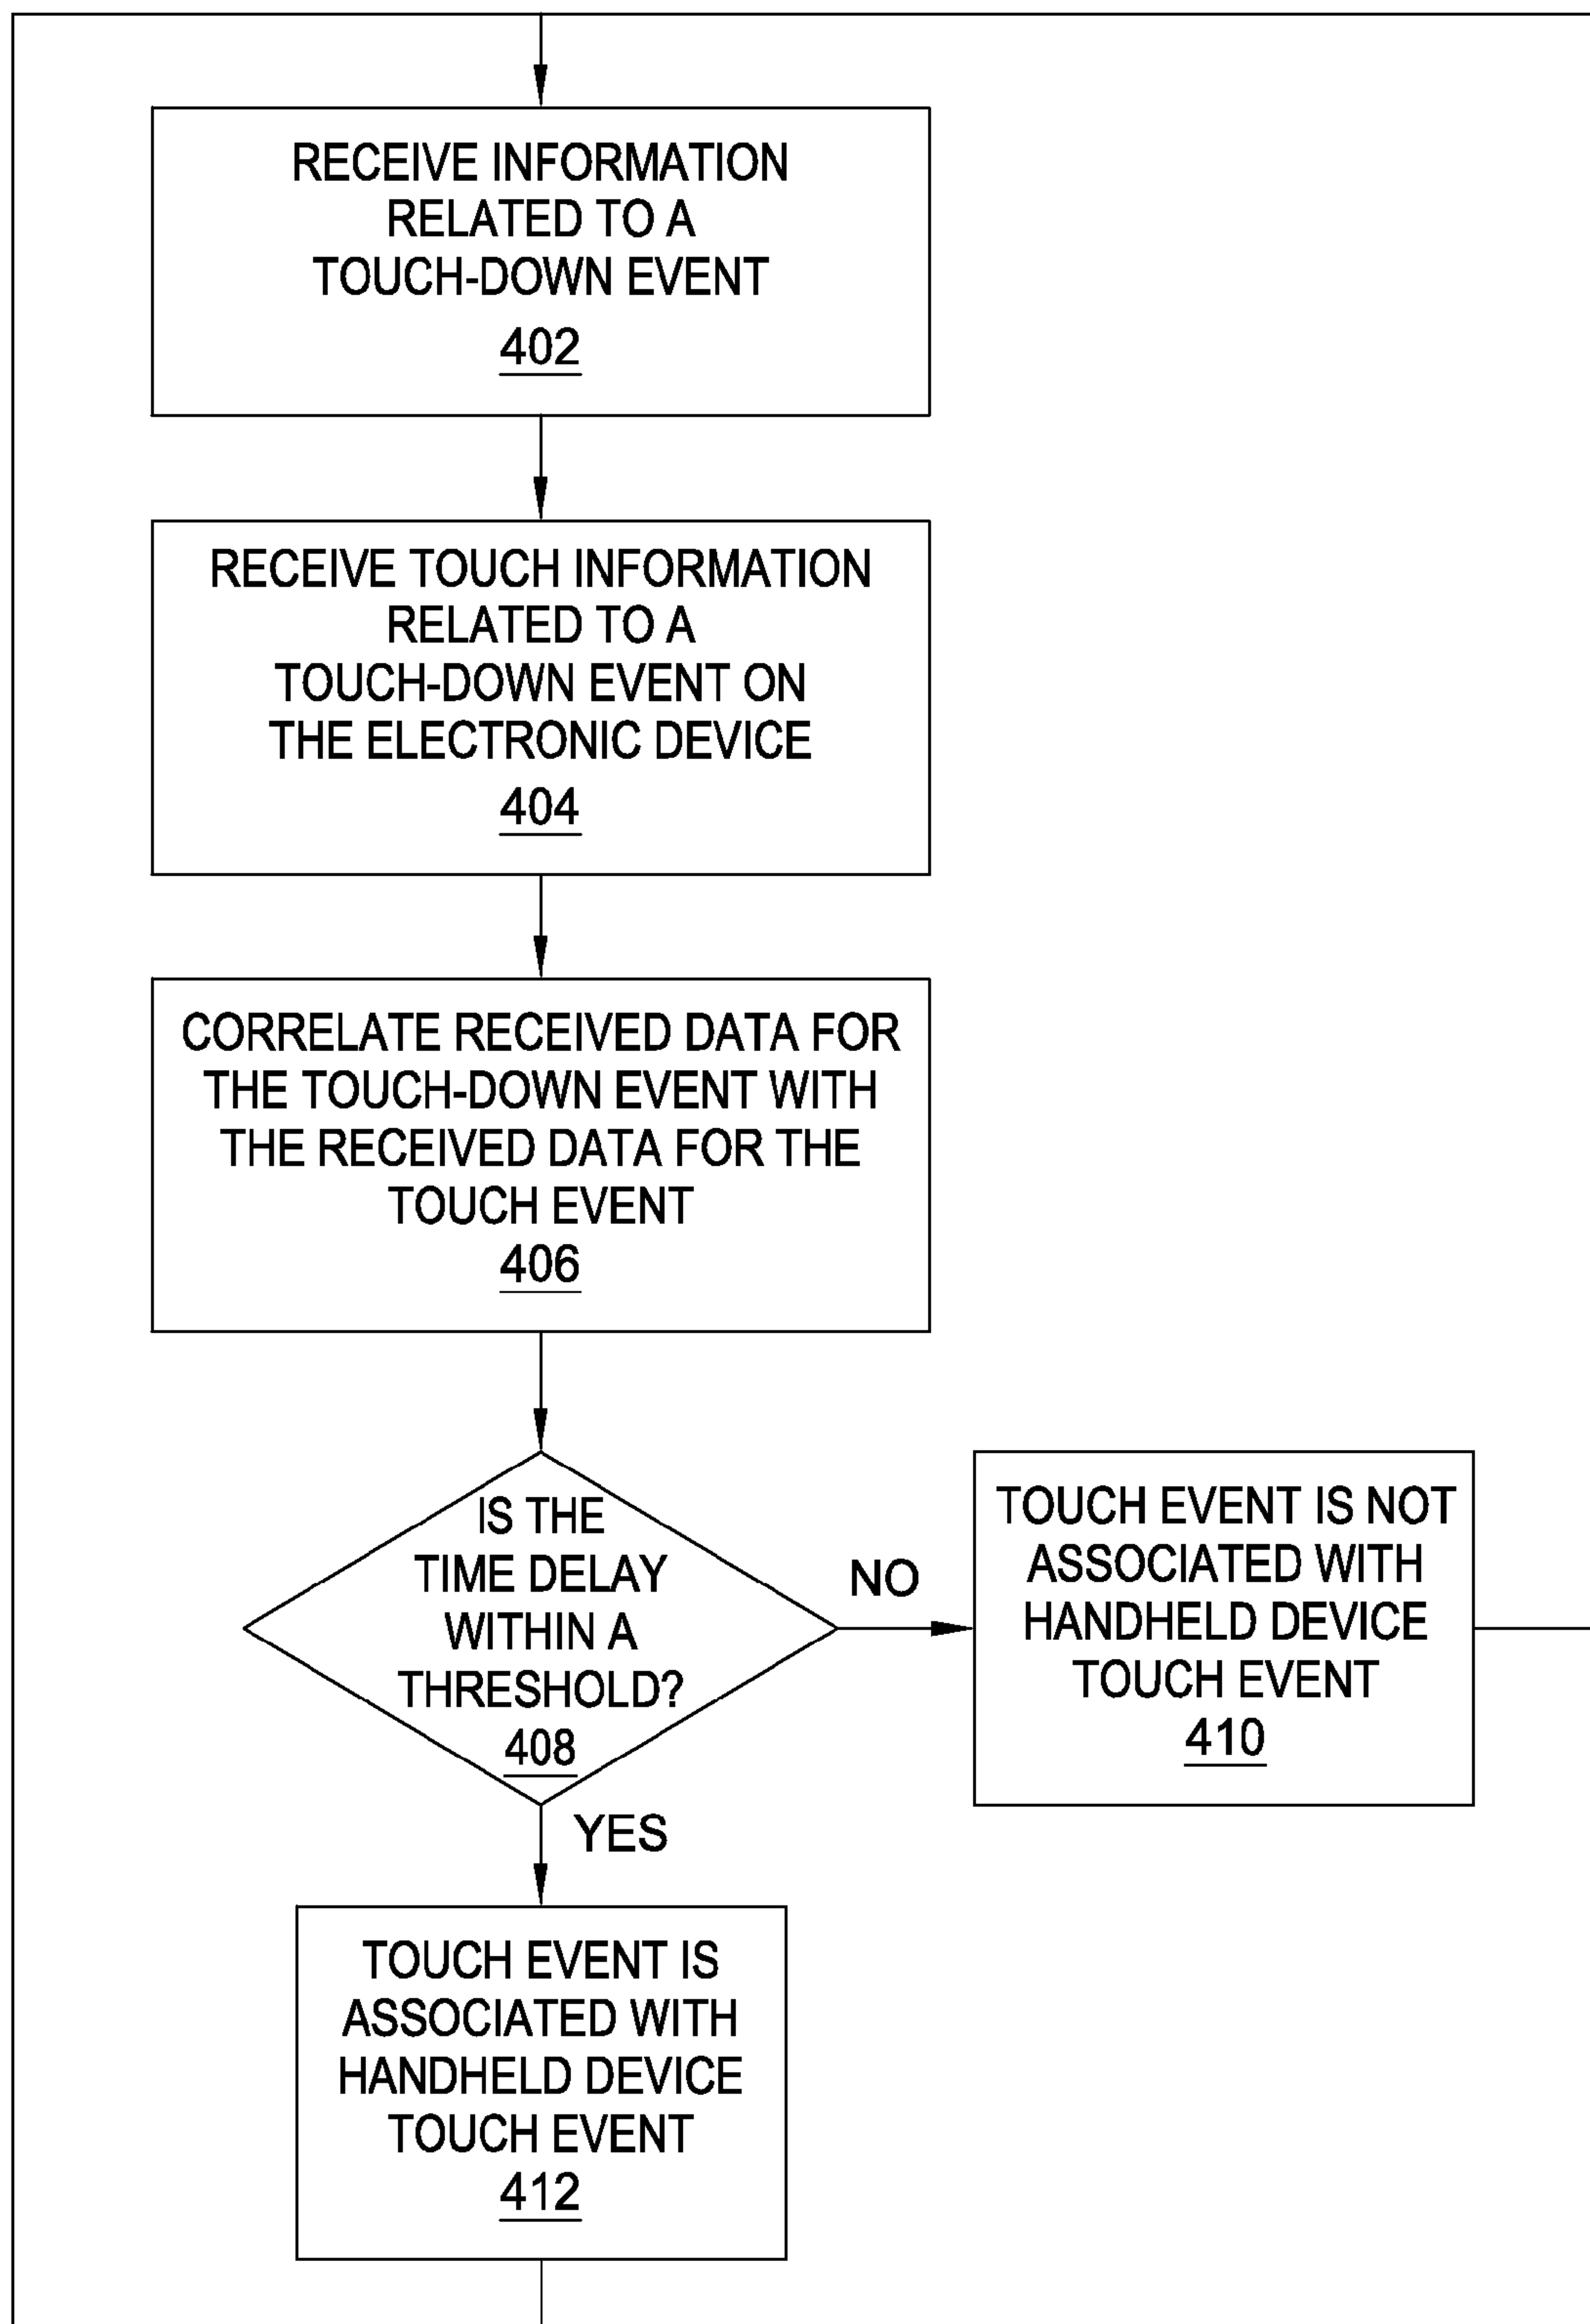 RECEIVE INFORMATION
RELATED TO A
TOUCH-DOWN EVENT
402
RECEIVE TOUCH INFORMATION
RELATED TO A
TOUCH-DOWN EVENT ON
THE ELECTRONIC DEVICE
404
CORRELATE RECEIVED DATA FOR
THE TOUCH-DOWN EVENT WITH
THE RECEIVED DATA FOR THE
TOUCH EVENT
406
IS THE
TIME DELAY
WITHIN A
THRESHOLD?
408
NO
TOUCH EVENT IS NOT
ASSOCIATED WITH
HANDHELD DEVICE
TOUCH EVENT
410
YES
TOUCH EVENT IS
ASSOCIATED WITH
HANDHELD DEVICE
TOUCH EVENT
412